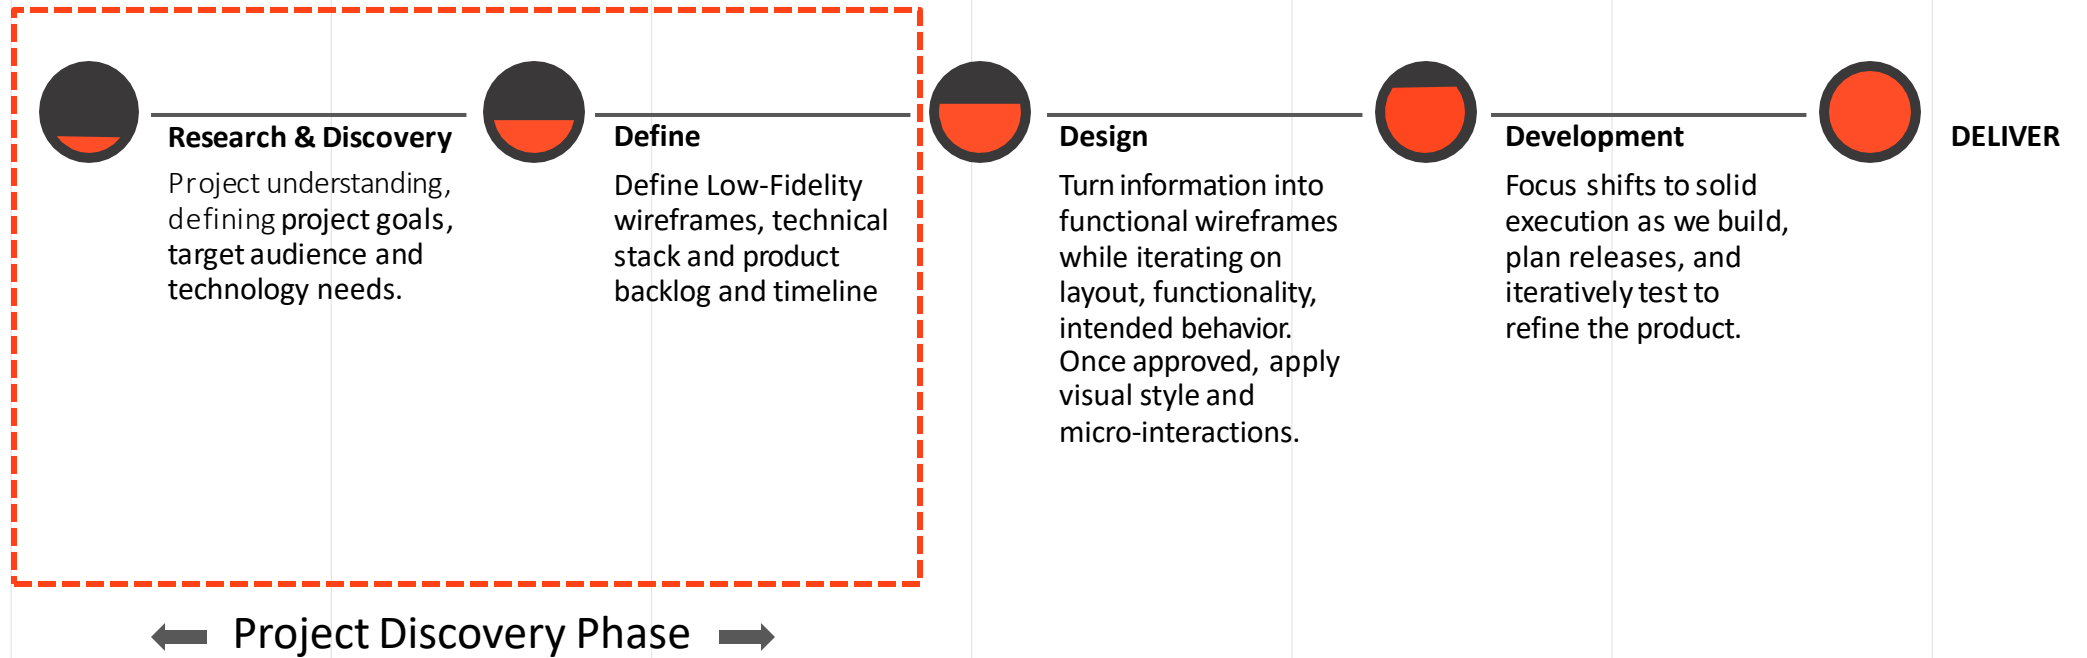 Research & Discovery
Project understanding,
defining project goals,
target audience and
technology needs.
Define
Define Low-Fidelity
wireframes, technical
stack and product
backlog and timeline
Design
Turn information into
functional wireframes
while iterating on
layout, functionality,
intended behavior.
Once approved, apply
visual style and
micro-interactions.
Development
Focus shifts to solid
execution as we build,
plan releases, and
iteratively test to
refine the product.
DELIVER
Project Discovery Phase